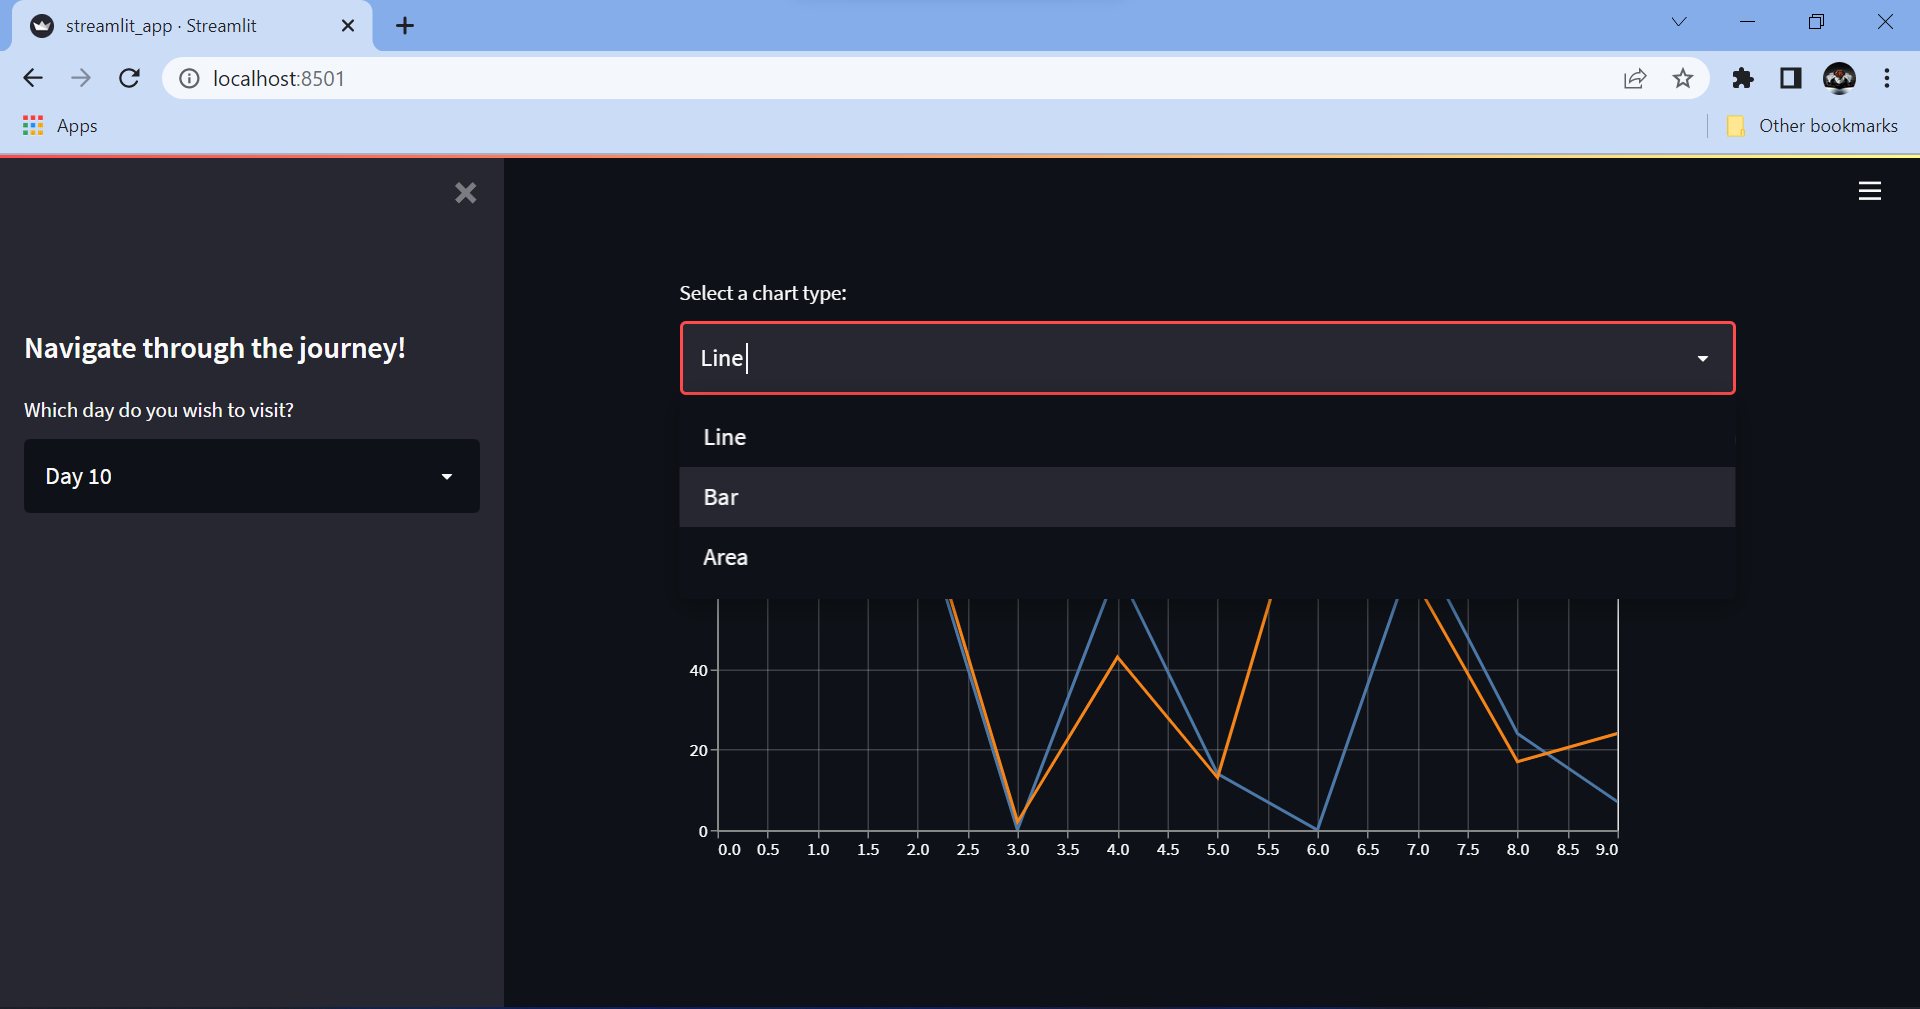 streamlit_app · Streamlit
localhost:8501
Apps
Other bookmarks
Navigate through the journey!
Which day do you wish to visit?
Day 10
Select a chart type:
Line
Line
Bar
Area
40
20
0
0.0 0.5 1.0 1.5 2.0 2.5 3.0 3.5 4.0 4.5 5.0 5.5 6.0 6.5 7.0 7.5 8.0 8.5 9.0